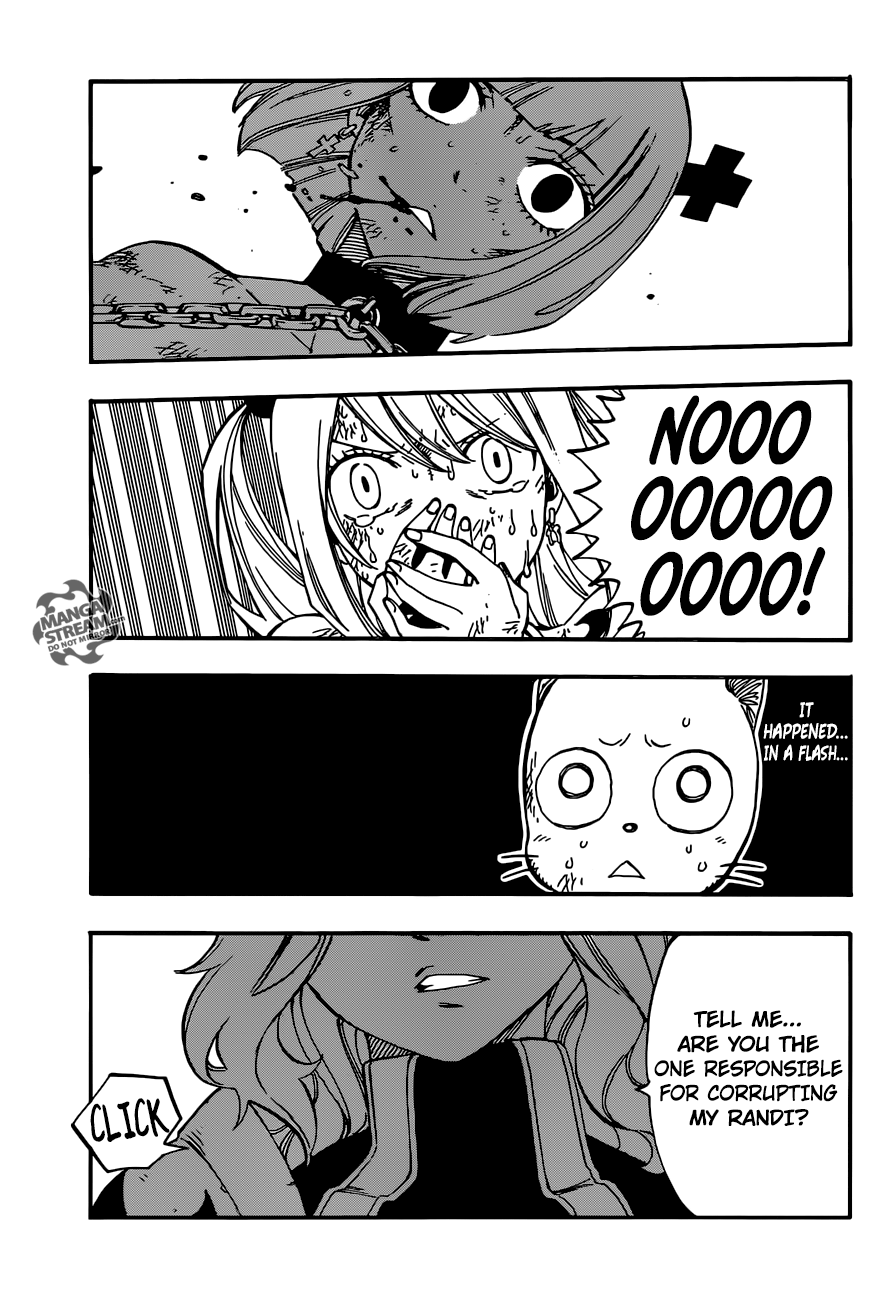 NOOO
OOOOO
OOOO!
MANGA
STREAM.com
DO NOT MIRROR!
IT
HAPPENED...
IN A FLASH...
TELL ME...
ARE YOU THE
ONE RESPONSIBLE
FOR CORRUPTING
MY RANDI?
CLICK